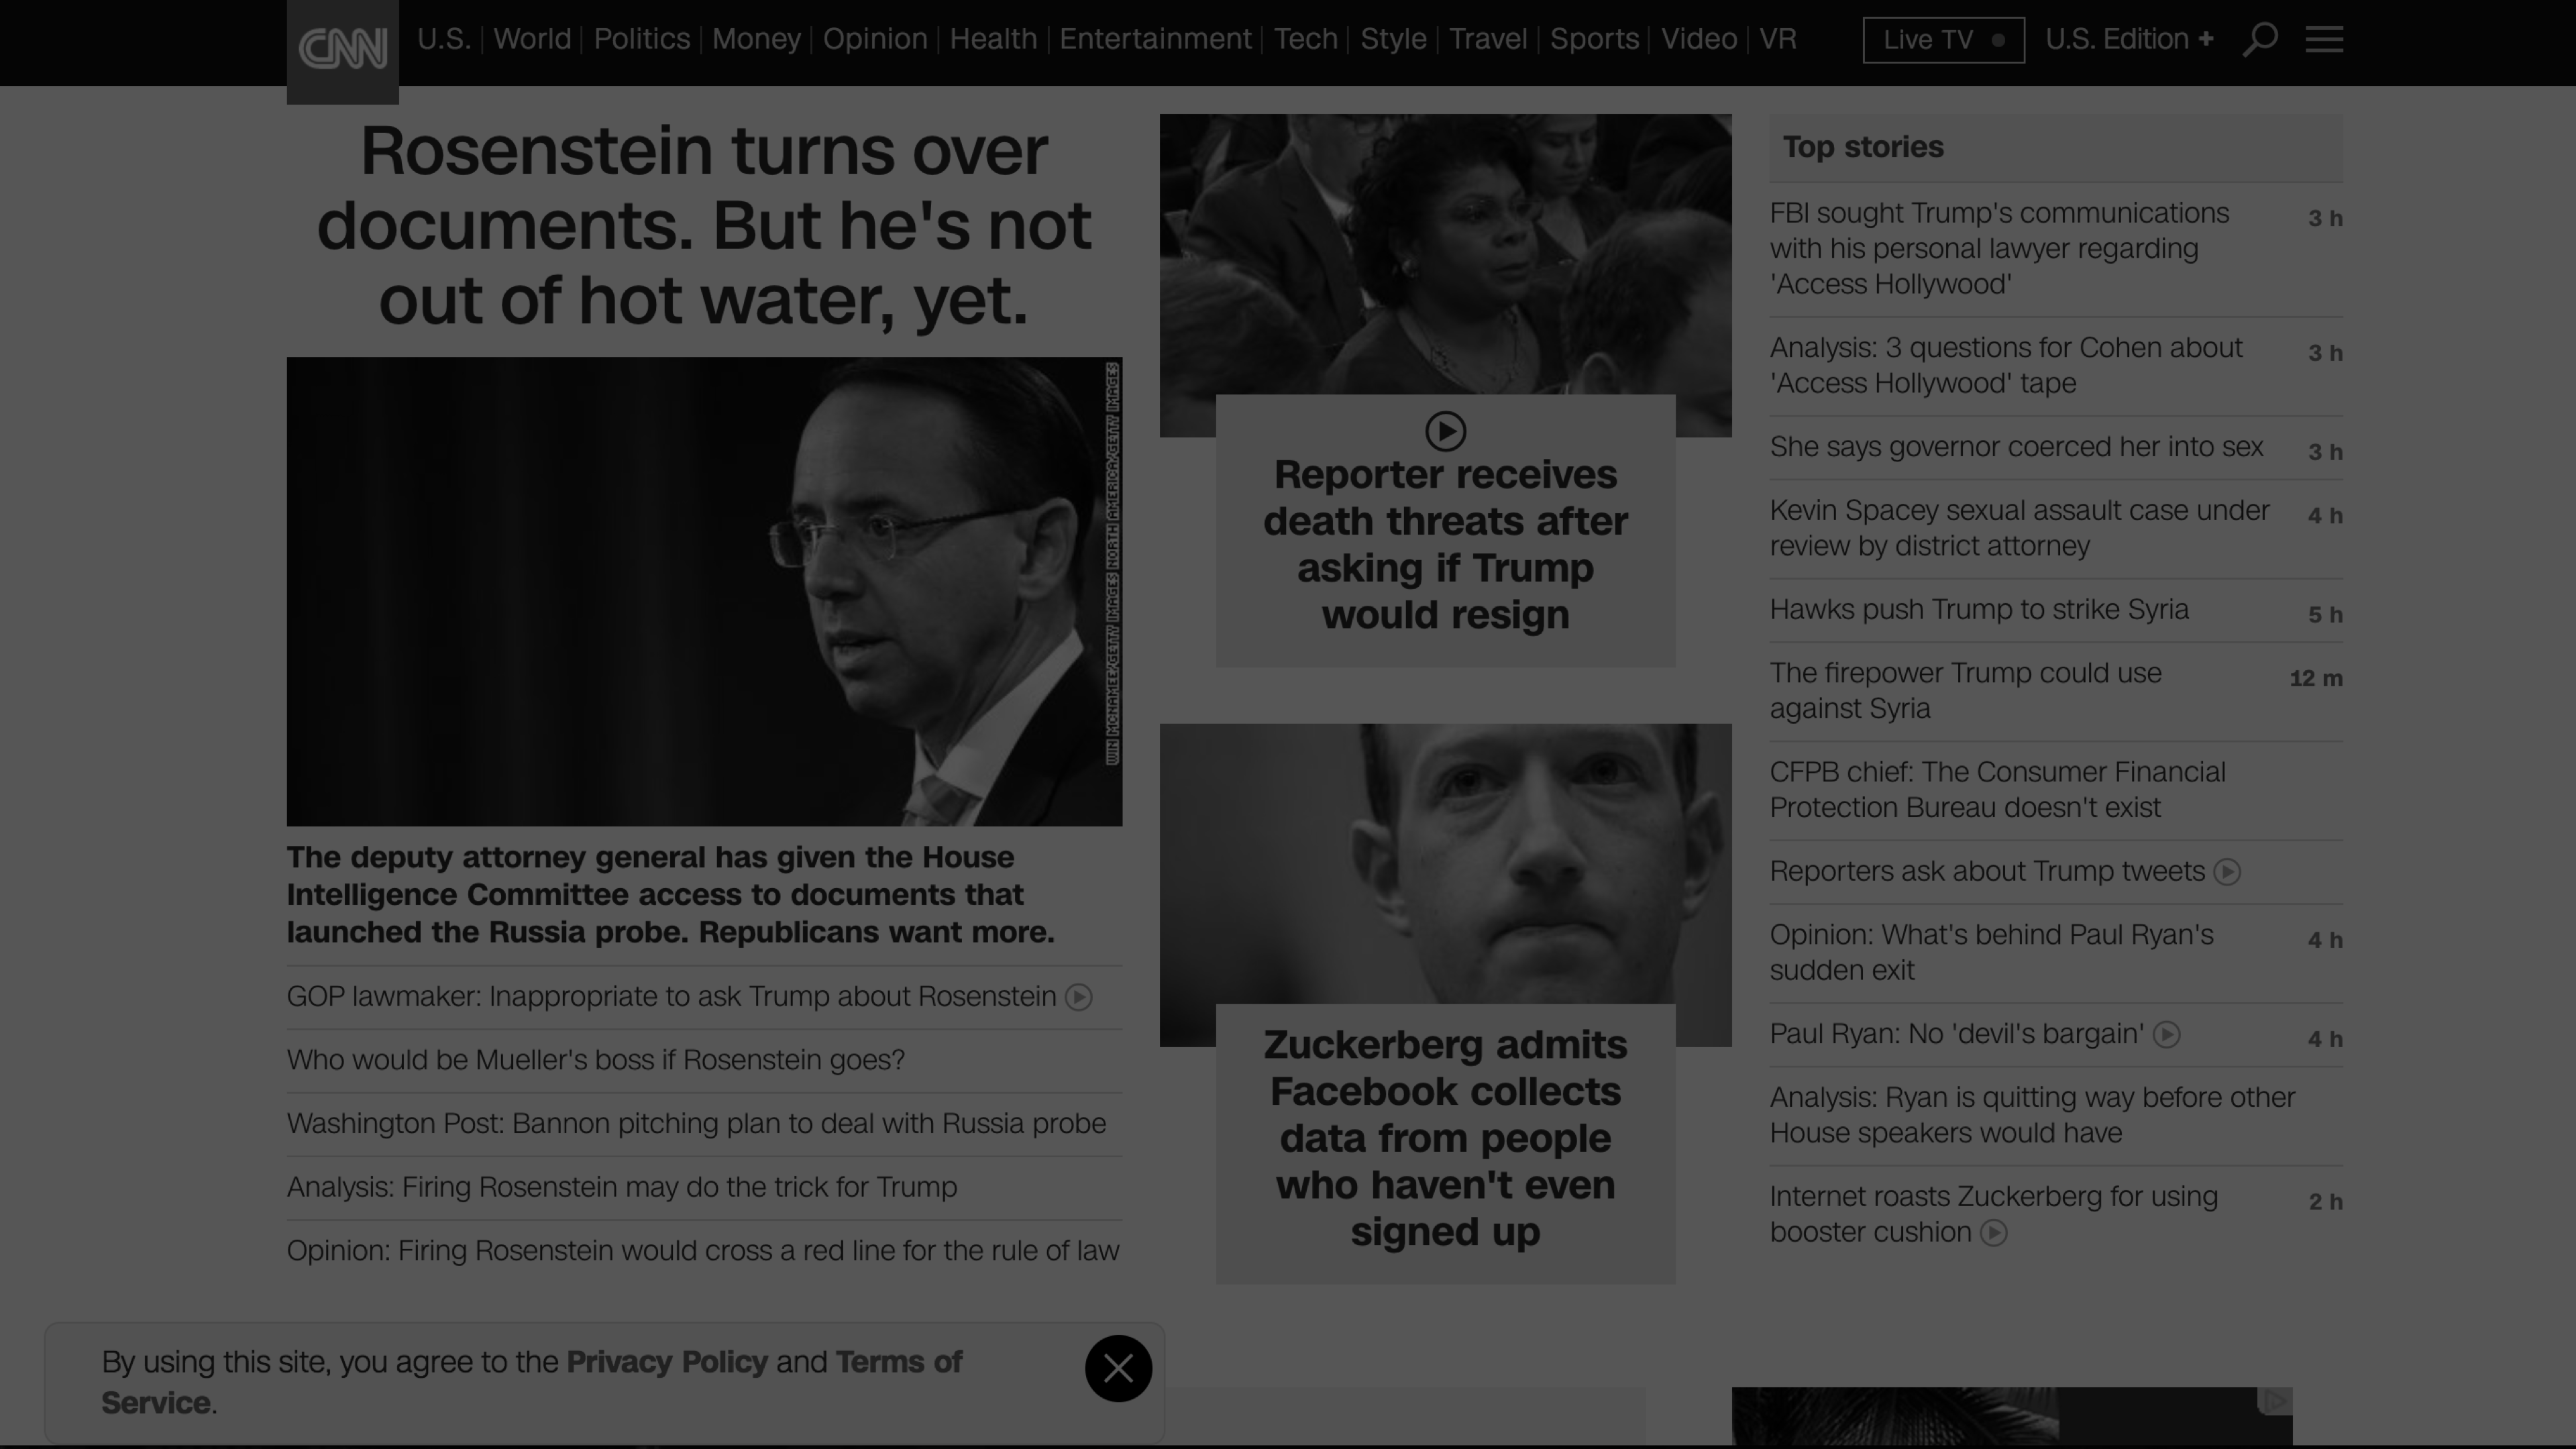 CNN
U.S. World Politics Money Opinion Health Entertainment Tech Style Travel Sports Video VR Live TV U.S. Edition +
Rosenstein turns over
documents. But he's not
out of hot water, yet.
WIN MCNAMEE/GETTY IMAGES NORTH AMERICA/GETTY IMAGES
The deputy attorney general has given the House
Intelligence Committee access to documents that
launched the Russia probe. Republicans want more.
GOP lawmaker: Inappropriate to ask Trump about Rosenstein
Who would be Mueller's boss if Rosenstein goes?
Washington Post: Bannon pitching plan to deal with Russia probe
Analysis: Firing Rosenstein may do the trick for Trump
Opinion: Firing Rosenstein would cross a red line for the rule of law
Reporter receives
death threats after
asking if Trump
would resign
Zuckerberg admits
Facebook collects
data from people
who haven't even
signed up
Top stories
FBI sought Trump's communications 3 h
with his personal lawyer regarding
'Access Hollywood'
Analysis: 3 questions for Cohen about 3 h
'Access Hollywood' tape
She says governor coerced her into sex 3 h
Kevin Spacey sexual assault case under 4 h
review by district attorney
Hawks push Trump to strike Syria 5 h
The firepower Trump could use 12 m
against Syria
CFPB chief: The Consumer Financial
Protection Bureau doesn't exist
Reporters ask about Trump tweets
Opinion: What's behind Paul Ryan's 4 h
sudden exit
Paul Ryan: No 'devil's bargain' 4 h
Analysis: Ryan is quitting way before other
House speakers would have
Internet roasts Zuckerberg for using 2 h
booster cushion
By using this site, you agree to the Privacy Policy and Terms of
Service.